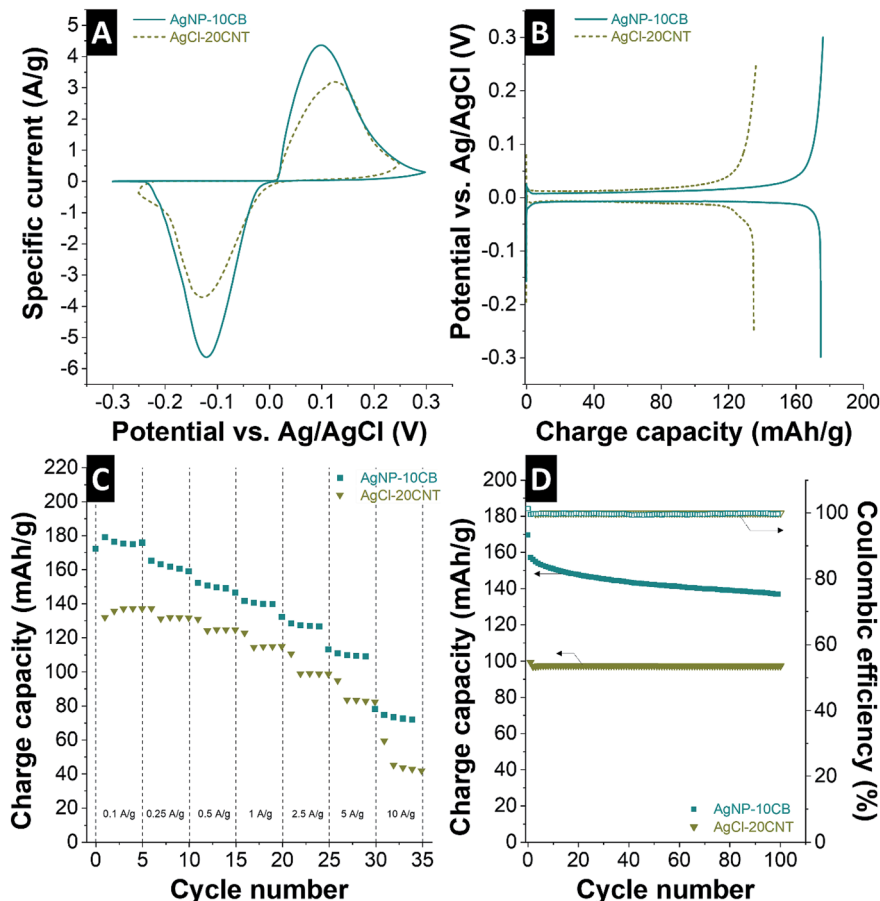 A
AgNP-10CB
AgCl-20CNT
Specific current (A/g)
5
4
3
2
1
0
-1
-2
-3
-4
-5
-6
-0.3 -0.2 -0.1 0.0 0.1 0.2 0.3
Potential vs. Ag/AgCl (V)
B
AgNP-10CB
AgCl-20CNT
Potential vs. Ag/AgCl (V)
0.3
0.2
0.1
0.0
-0.1
-0.2
-0.3
0 40 80 120 160 200
Charge capacity (mAh/g)
C
AgNP-10CB
AgCl-20CNT
Charge capacity (mAh/g)
220
200
180
160
140
120
100
80
60
40
20
0
0.1 A/g 0.25 A/g 0.5 A/g 1 A/g 2.5 A/g 5 A/g 10 A/g
0 5 10 15 20 25 30 35
Cycle number
D
Charge capacity (mAh/g)
200
180
160
140
120
100
80
60
40
20
0
100
80
60
40
20
0
Coulombic efficiency (%)
AgNP-10CB
AgCl-20CNT
0 20 40 60 80 100
Cycle number